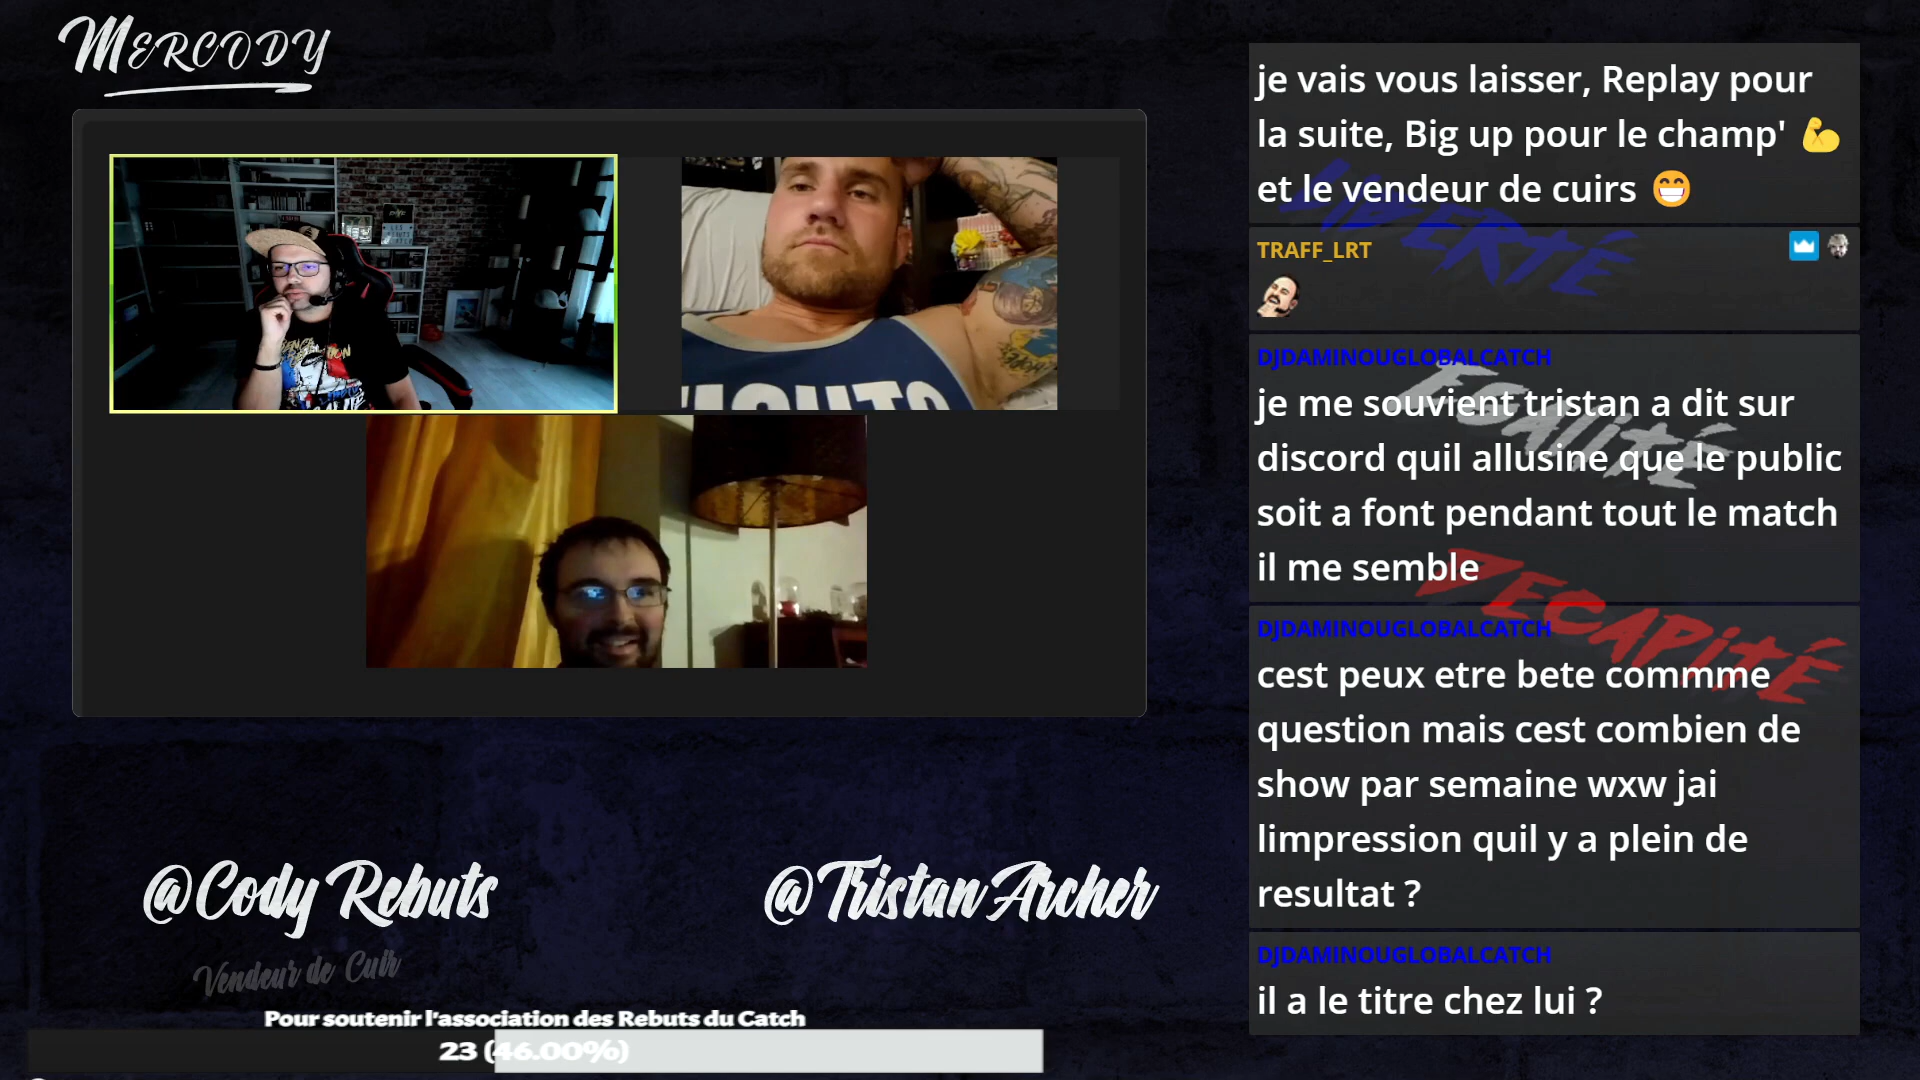 MERCODY
je vais vous laisser, Replay pour
la suite, Big up pour le champ' 💪
et le vendeur de cuirs 😁
LIBERTÉ
TRAFF_LRT
DJDAMINOUGLOBALCATCH
je me souvient tristan a dit sur
discord quil allusine que le public
soit a font pendant tout le match
il me semble
EGALITÉ
DJDAMINOUGLOBALCATCH
DECAPITÉ
cest peux etre bete commme
question mais cest combien de
show par semaine wxw jai
limpression quil y a plein de
resultat ?
DJDAMINOUGLOBALCATCH
il a le titre chez lui ?
@Cody Rebuts
@Tristan Archer
Vendeur de Cuir
Pour soutenir l'association des Rebuts du Catch
23 (46.00%)